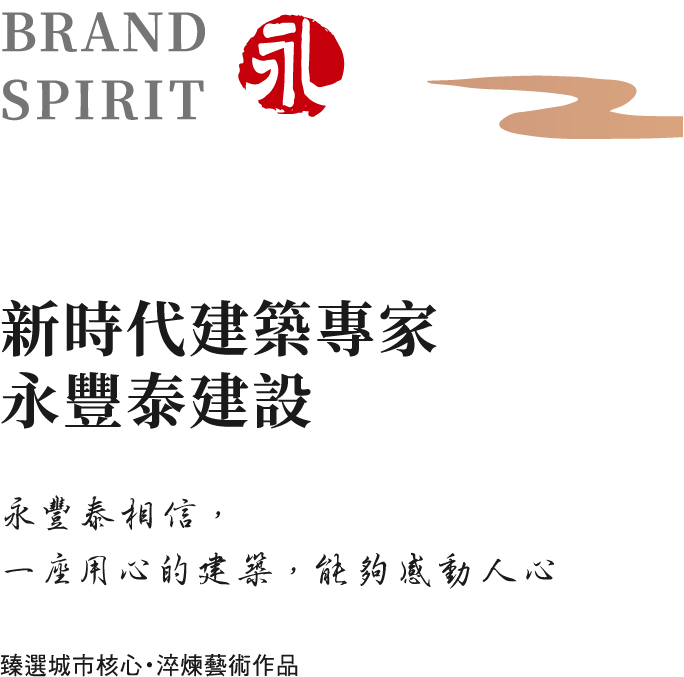 BRAND
SPIRIT
永
新時代建築專家
永豐泰建設
永豐泰相信，
一座用心的建築，能夠感動人心
臻選城市核心・淬煉藝術作品